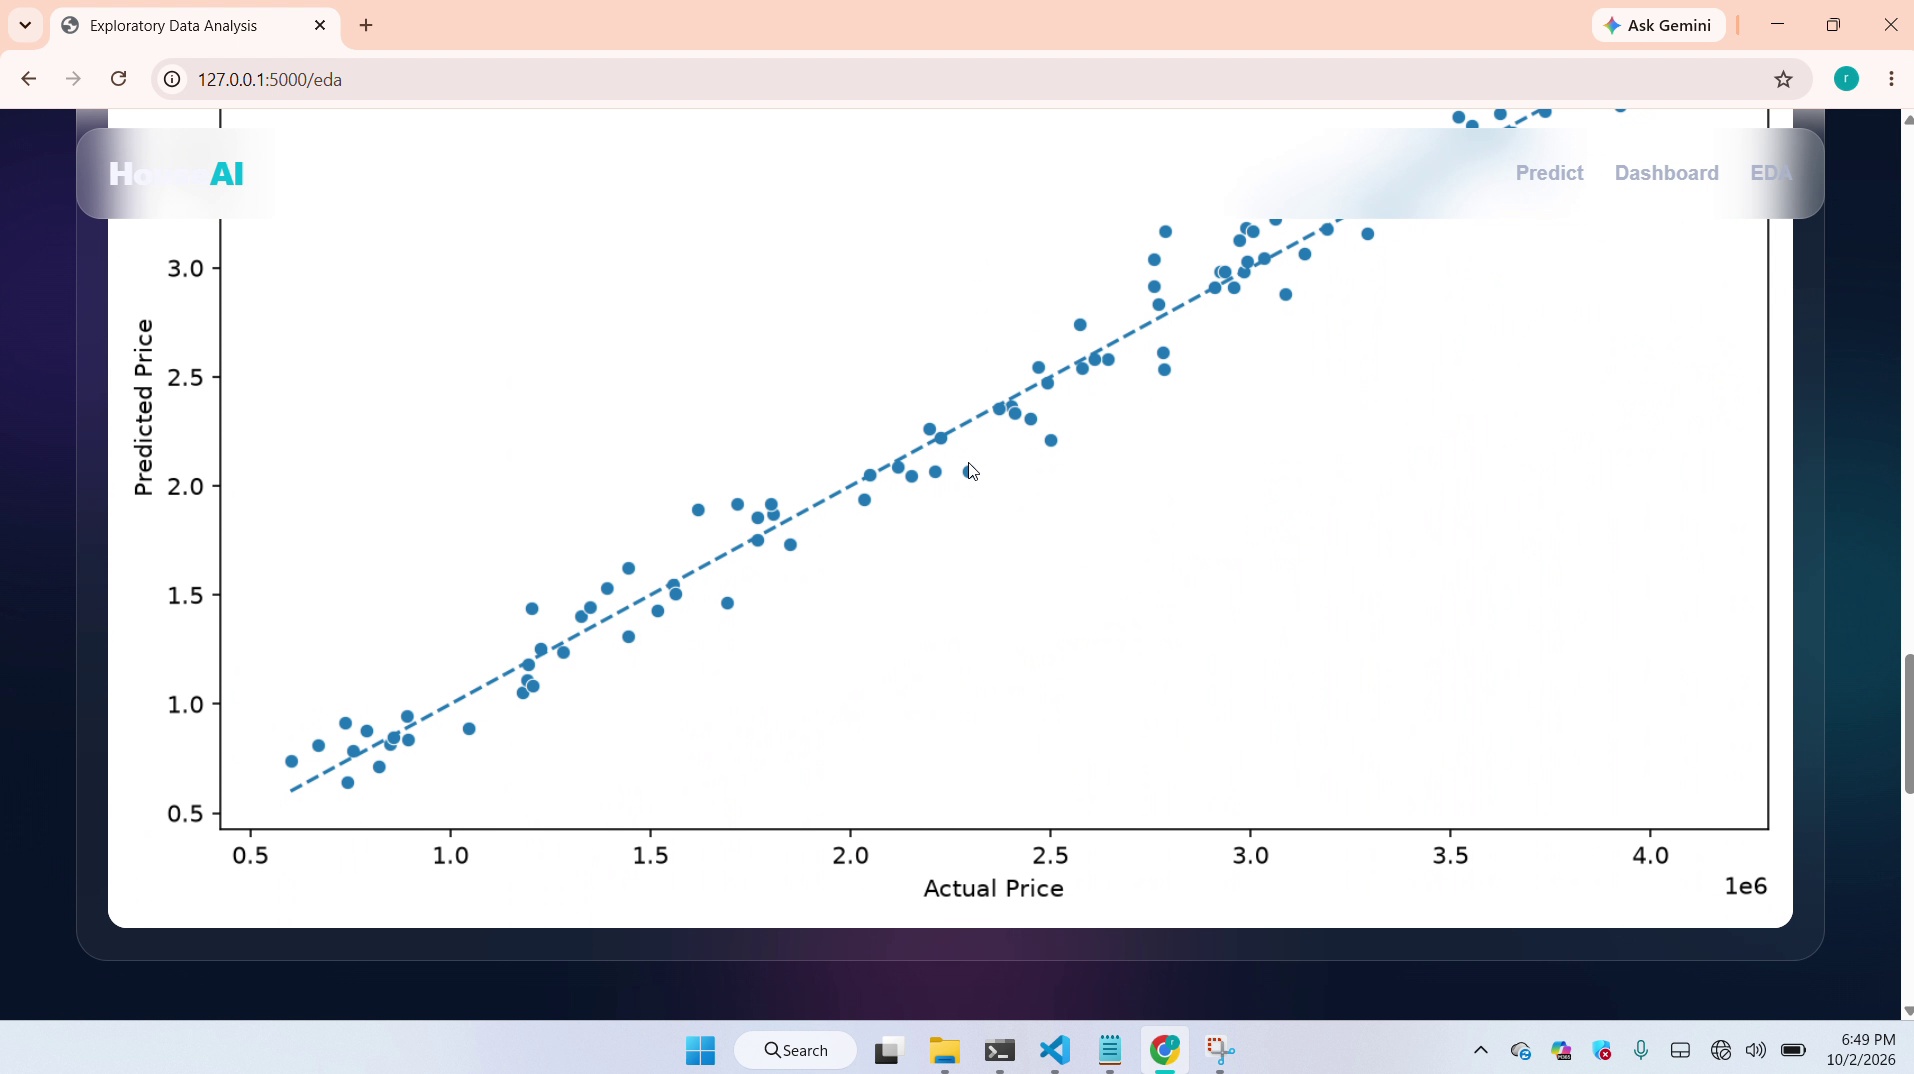 Exploratory Data Analysis
Ask Gemini
127.0.0.1:5000/eda
r
AI
Predict Dashboard EDA
Predicted Price
3.0
2.5
2.0
1.5
1.0
0.5
0.5 1.0 1.5 2.0 2.5 3.0 3.5 4.0
Actual Price
1e6
Search
6:49 PM
10/2/2026